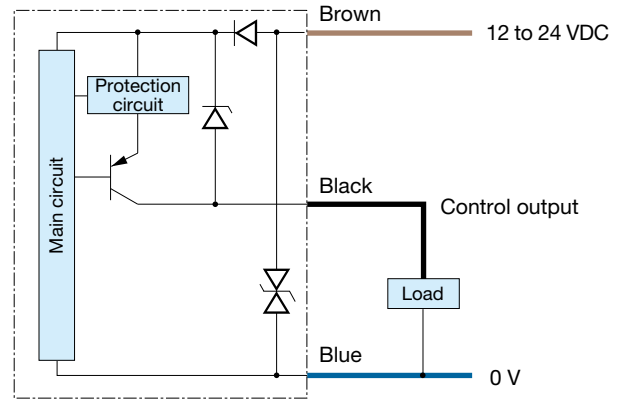 Brown
12 to 24 VDC
Protection
circuit
Main circuit
Black
Control output
Load
Blue
0 V